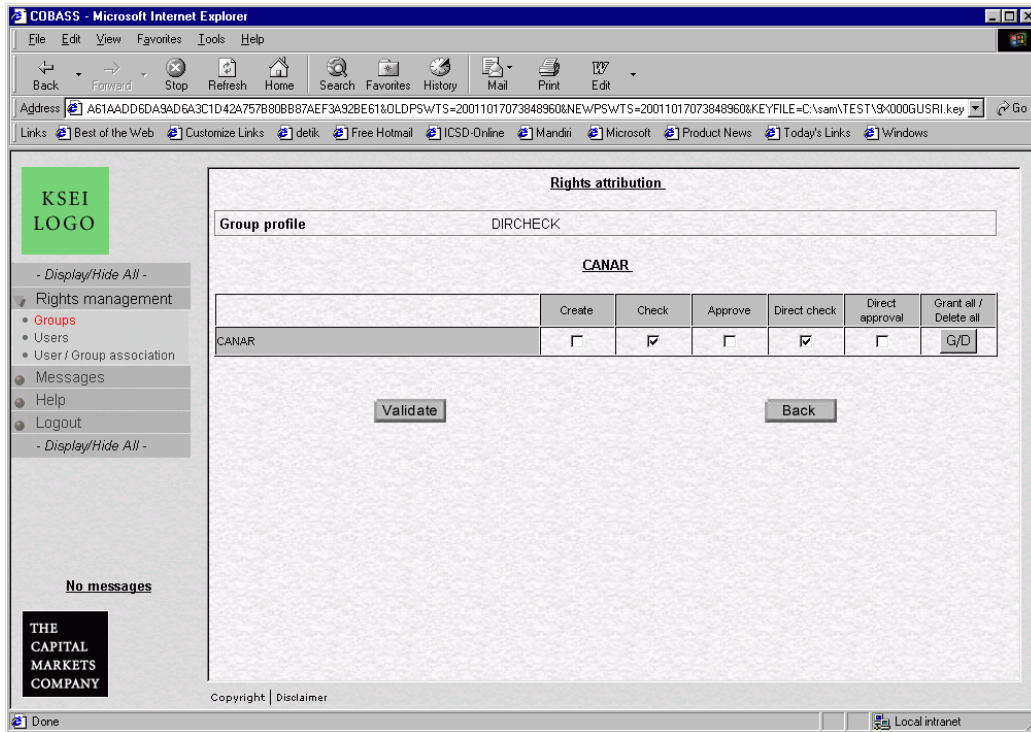 COBASS - Microsoft Internet Explorer
File Edit View Favorites Tools Help
Back Forward Stop Refresh Home Search Favorites History Mail Print Edit
Address A61AADD6DA9AD6A3C1D42A757B80BB87AEF3A92BE61&OLDPSWTS=20011017073848960&NEWPSWTS=20011017073848960&KEYFILE=C:\sam\TEST\9X000GUSRI.key Go
Links Best of the Web Customize Links detik Free Hotmail ICSD-Online Mandiri Microsoft Product News Today's Links Windows
KSEI
LOGO
- Display/Hide All -
Rights management
Groups
Users
User / Group association
Messages
Help
Logout
- Display/Hide All -
No messages
THE
CAPITAL
MARKETS
COMPANY
Rights attribution
Group profile DIRCHECK
CANAR
Create Check Approve Direct check Direct approval Grant all / Delete all
CANAR G/D
Validate Back
Copyright | Disclaimer
Done Local intranet